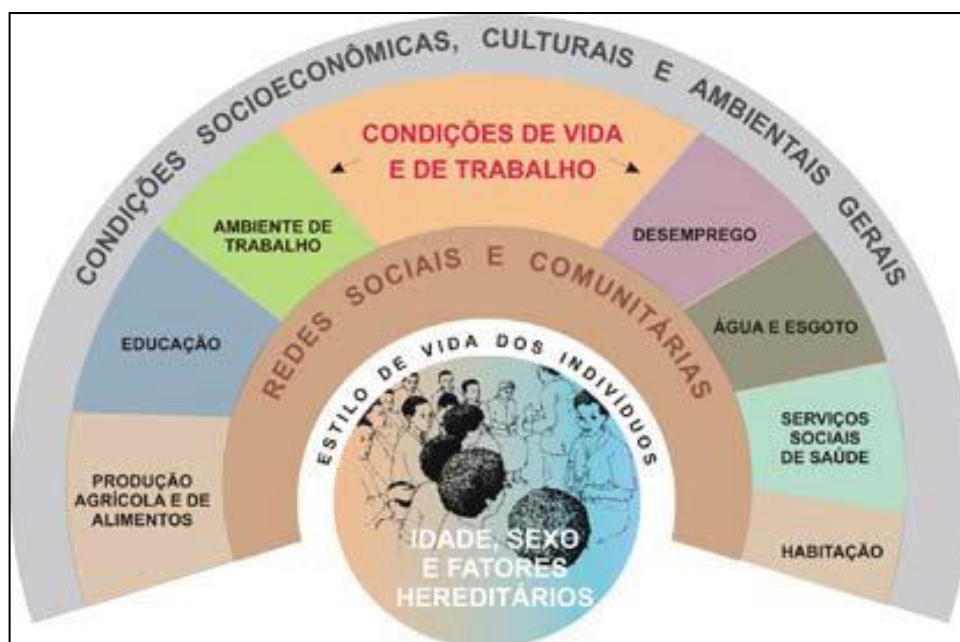 CONDIÇÕES SOCIOECONÔMICAS, CULTURAIS E AMBIENTAIS GERAIS
CONDIÇÕES DE VIDA
E DE TRABALHO
AMBIENTE DE
TRABALHO
DESEMPREGO
EDUCAÇÃO
ÁGUA E ESGOTO
PRODUÇÃO
AGRÍCOLA E DE
ALIMENTOS
SERVIÇOS
SOCIAIS
DE SAÚDE
HABITAÇÃO
REDES SOCIAIS E COMUNITÁRIAS
ESTILO DE VIDA DOS INDIVÍDUOS
IDADE, SEXO
E FATORES
HEREDITÁRIOS